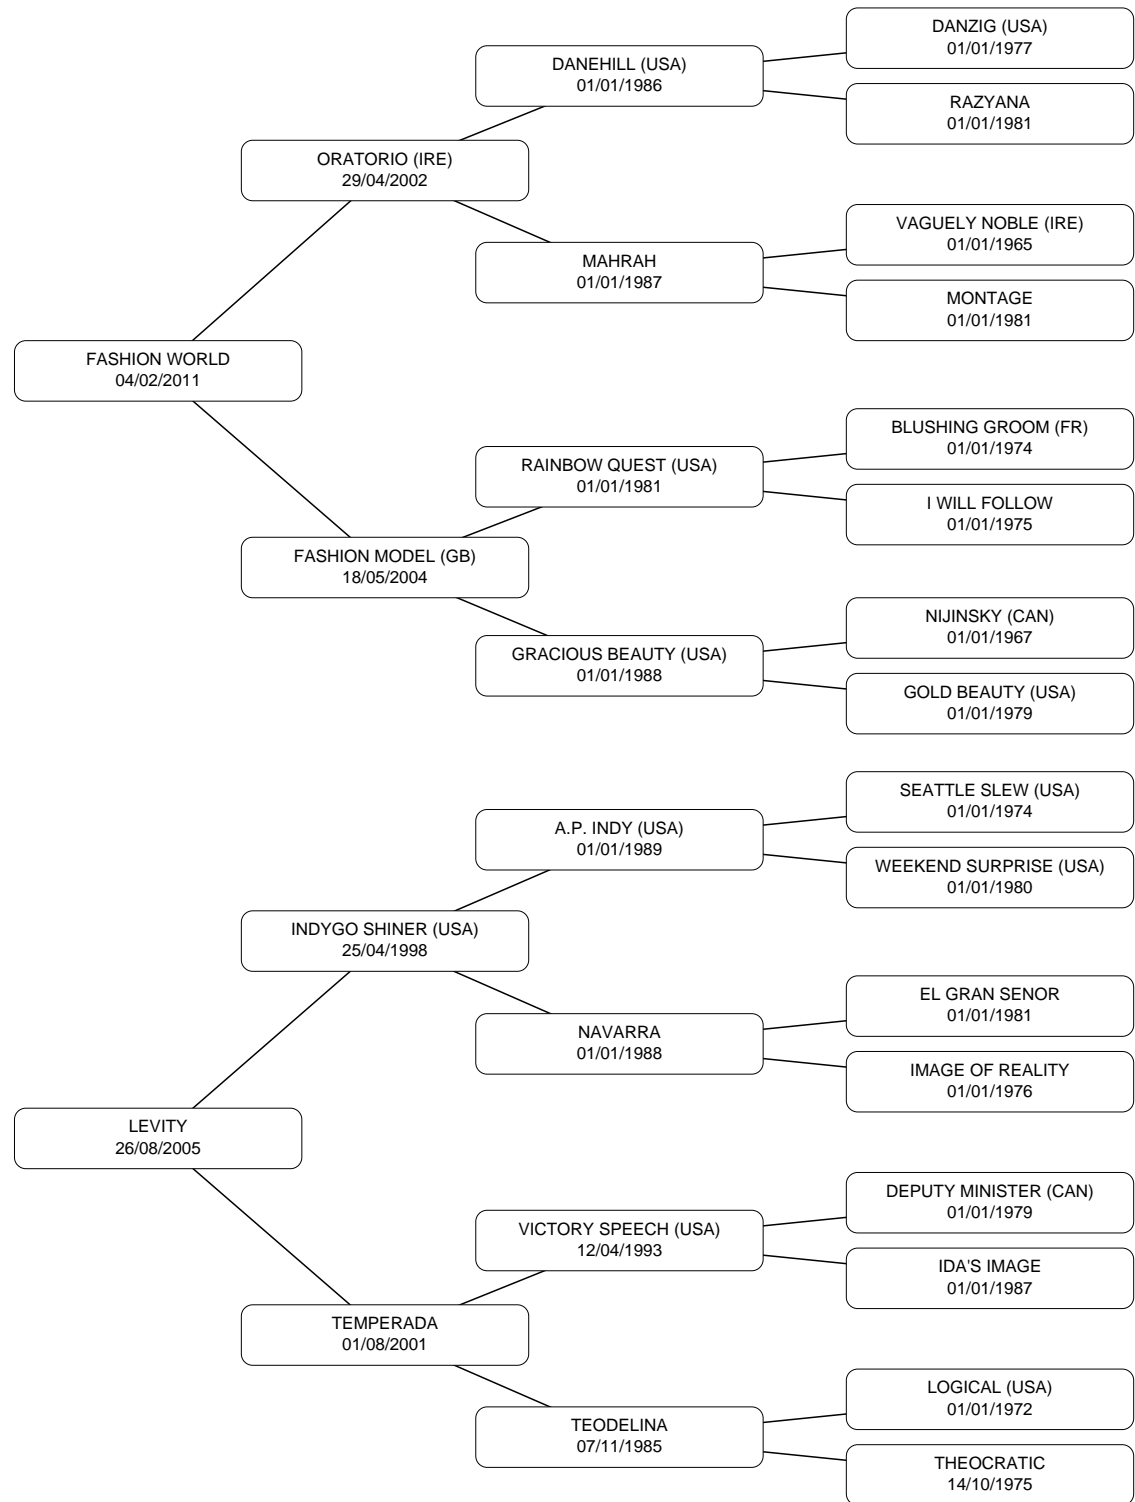 DANZIG (USA)
01/01/1977
DANEHILL (USA)
01/01/1986
RAZYANA
01/01/1981
ORATORIO (IRE)
29/04/2002
VAGUELY NOBLE (IRE)
01/01/1965
MAHRAH
01/01/1987
MONTAGE
01/01/1981
FASHION WORLD
04/02/2011
BLUSHING GROOM (FR)
01/01/1974
RAINBOW QUEST (USA)
01/01/1981
I WILL FOLLOW
01/01/1975
FASHION MODEL (GB)
18/05/2004
NIJINSKY (CAN)
01/01/1967
GRACIOUS BEAUTY (USA)
01/01/1988
GOLD BEAUTY (USA)
01/01/1979
SEATTLE SLEW (USA)
01/01/1974
A.P. INDY (USA)
01/01/1989
WEEKEND SURPRISE (USA)
01/01/1980
INDYGO SHINER (USA)
25/04/1998
EL GRAN SENOR
01/01/1981
NAVARRA
01/01/1988
IMAGE OF REALITY
01/01/1976
LEVITY
26/08/2005
DEPUTY MINISTER (CAN)
01/01/1979
VICTORY SPEECH (USA)
12/04/1993
IDA'S IMAGE
01/01/1987
TEMPERADA
01/08/2001
LOGICAL (USA)
01/01/1972
TEODELINA
07/11/1985
THEOCRATIC
14/10/1975